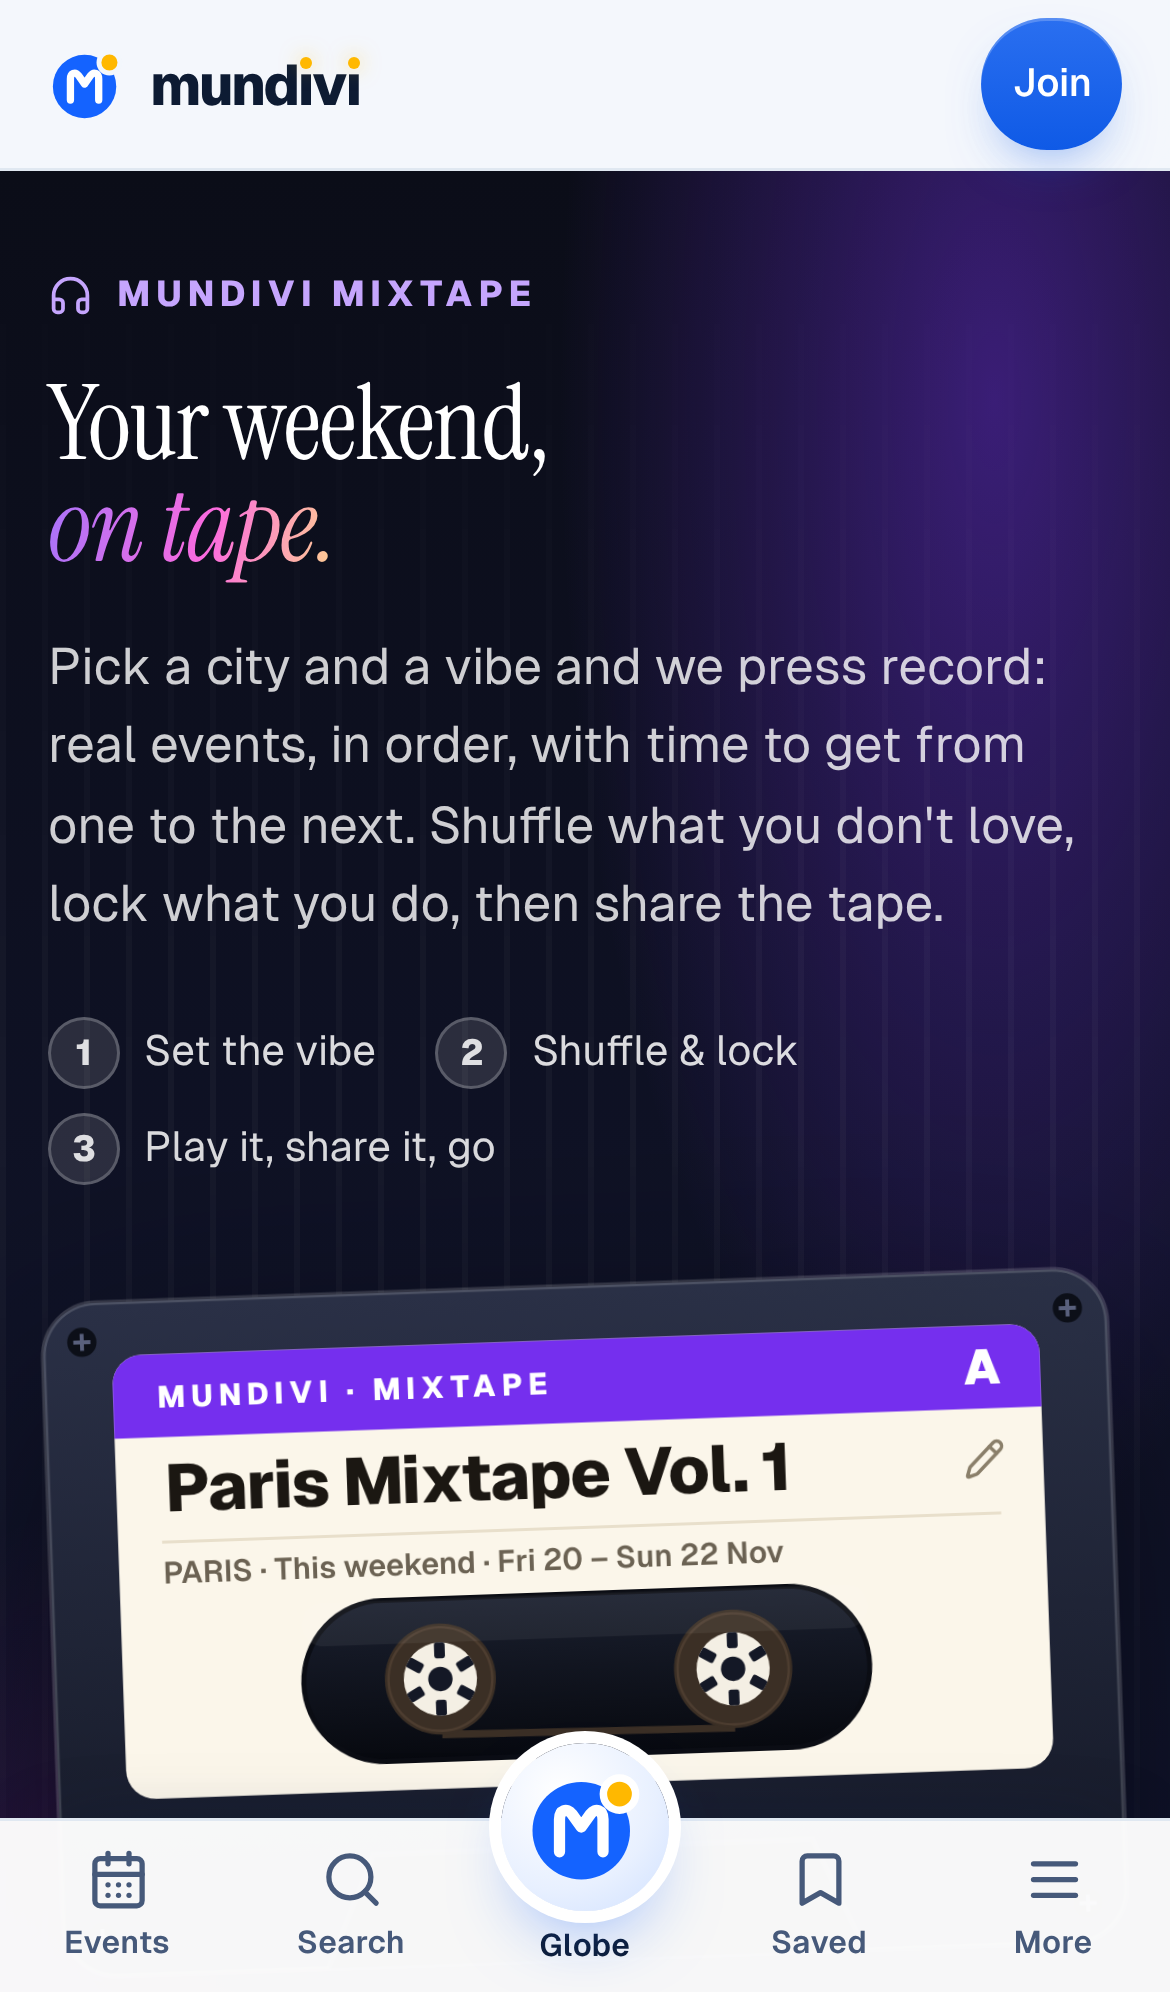 mundivi
Join
MUNDIVI MIXTAPE
Your weekend,
on tape.
Pick a city and a vibe and we press record:
real events, in order, with time to get from
one to the next. Shuffle what you don't love,
lock what you do, then share the tape.
1 Set the vibe
2 Shuffle & lock
3 Play it, share it, go
MUNDIVI · MIXTAPE
A
Paris Mixtape Vol. 1
PARIS · This weekend · Fri 20 – Sun 22 Nov
Events
Search
Globe
Saved
More